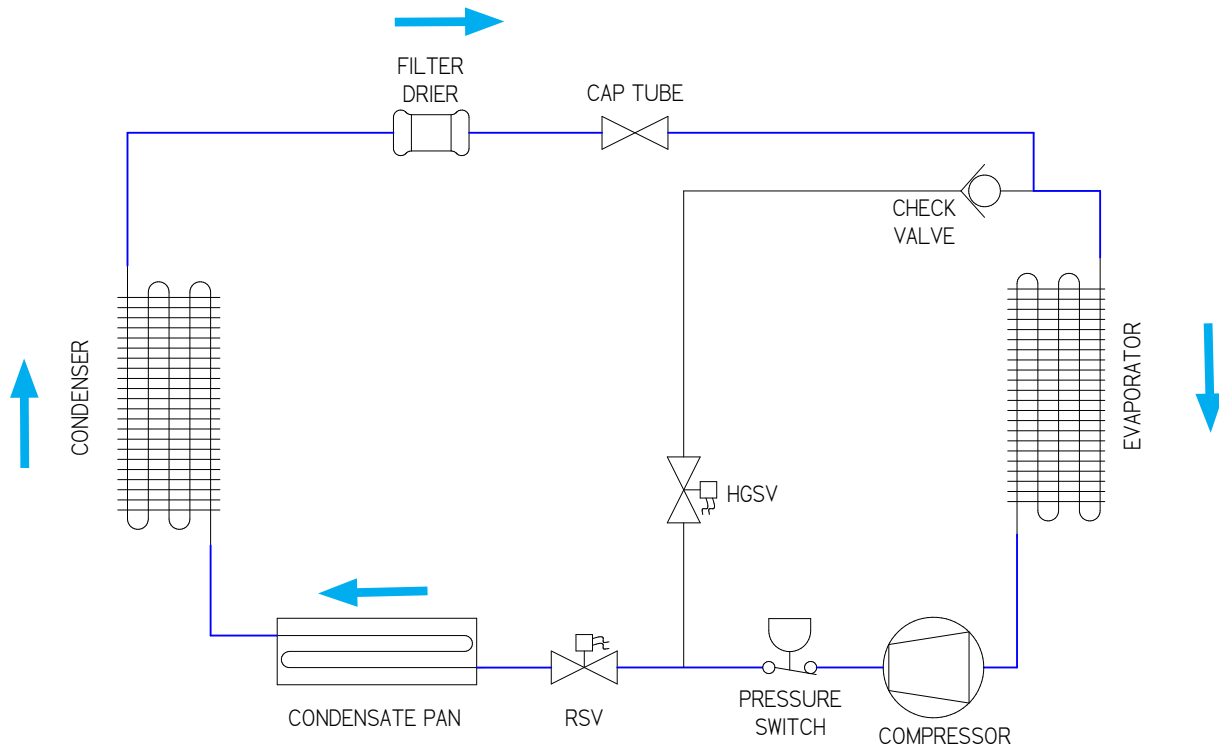 FILTER
DRIER
CAP TUBE
CHECK
VALVE
CONDENSER
EVAPORATOR
HGSV
CONDENSATE PAN
RSV
PRESSURE
SWITCH
COMPRESSOR